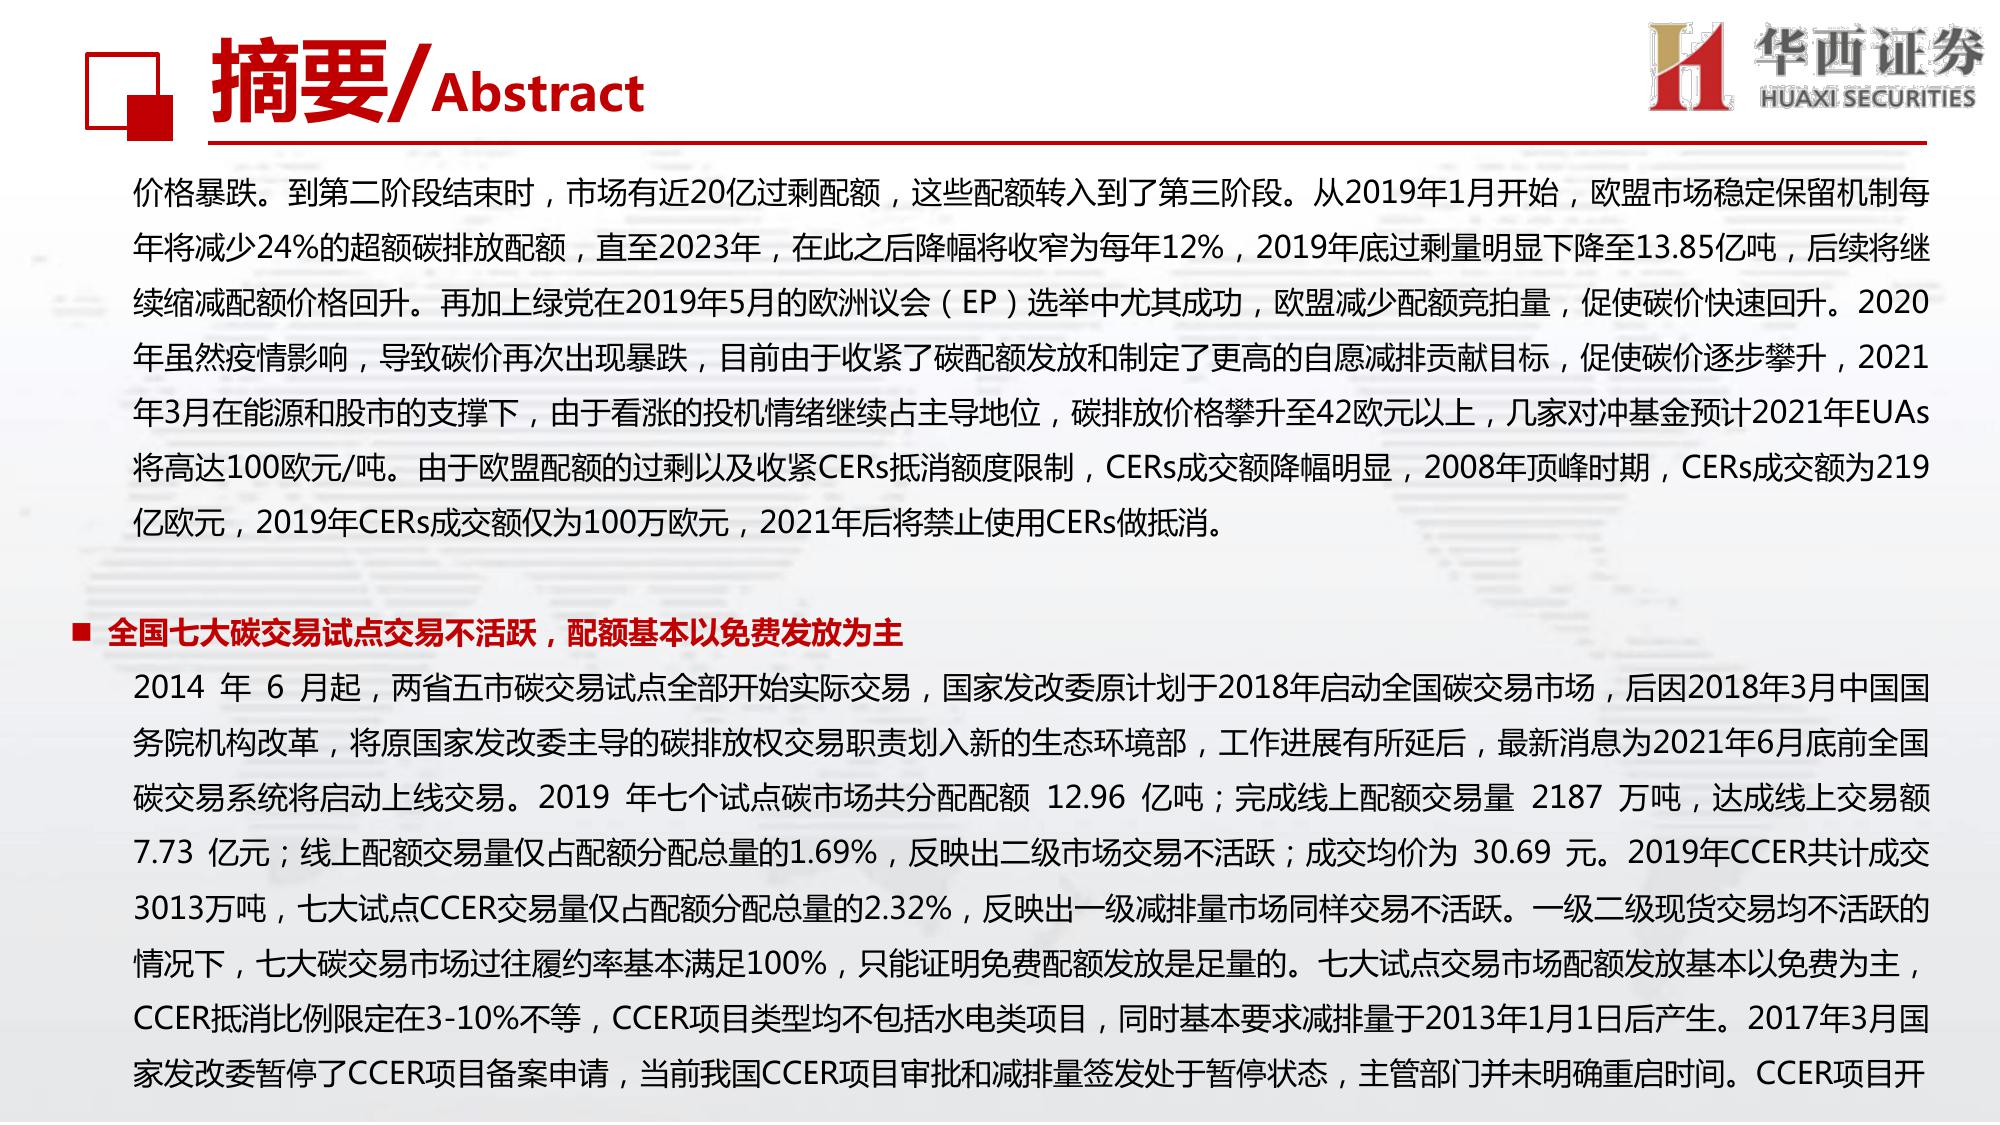 摘要/Abstract
华西证券
HUAXI SECURITIES
价格暴跌。到第二阶段结束时，市场有近20亿过剩配额，这些配额转入到了第三阶段。从2019年1月开始，欧盟市场稳定保留机制每
年将减少24%的超额碳排放配额，直至2023年，在此之后降幅将收窄为每年12%，2019年底过剩量明显下降至13.85亿吨，后续将继
续缩减配额价格回升。再加上绿党在2019年5月的欧洲议会（EP）选举中尤其成功，欧盟减少配额竞拍量，促使碳价快速回升。2020
年虽然疫情影响，导致碳价再次出现暴跌，目前由于收紧了碳配额发放和制定了更高的自愿减排贡献目标，促使碳价逐步攀升，2021
年3月在能源和股市的支撑下，由于看涨的投机情绪继续占主导地位，碳排放价格攀升至42欧元以上，几家对冲基金预计2021年EUAs
将高达100欧元/吨。由于欧盟配额的过剩以及收紧CERs抵消额度限制，CERs成交额降幅明显，2008年顶峰时期，CERs成交额为219
亿欧元，2019年CERs成交额仅为100万欧元，2021年后将禁止使用CERs做抵消。
■ 全国七大碳交易试点交易不活跃，配额基本以免费发放为主
2014 年 6 月起，两省五市碳交易试点全部开始实际交易，国家发改委原计划于2018年启动全国碳交易市场，后因2018年3月中国国
务院机构改革，将原国家发改委主导的碳排放权交易职责划入新的生态环境部，工作进展有所延后，最新消息为2021年6月底前全国
碳交易系统将启动上线交易。2019 年七个试点碳市场共分配配额 12.96 亿吨；完成线上配额交易量 2187 万吨，达成线上交易额
7.73 亿元；线上配额交易量仅占配额分配总量的1.69%，反映出二级市场交易不活跃；成交均价为 30.69 元。2019年CCER共计成交
3013万吨，七大试点CCER交易量仅占配额分配总量的2.32%，反映出一级减排量市场同样交易不活跃。一级二级现货交易均不活跃的
情况下，七大碳交易市场过往履约率基本满足100%，只能证明免费配额发放是足量的。七大试点交易市场配额发放基本以免费为主，
CCER抵消比例限定在3-10%不等，CCER项目类型均不包括水电类项目，同时基本要求减排量于2013年1月1日后产生。2017年3月国
家发改委暂停了CCER项目备案申请，当前我国CCER项目审批和减排量签发处于暂停状态，主管部门并未明确重启时间。CCER项目开